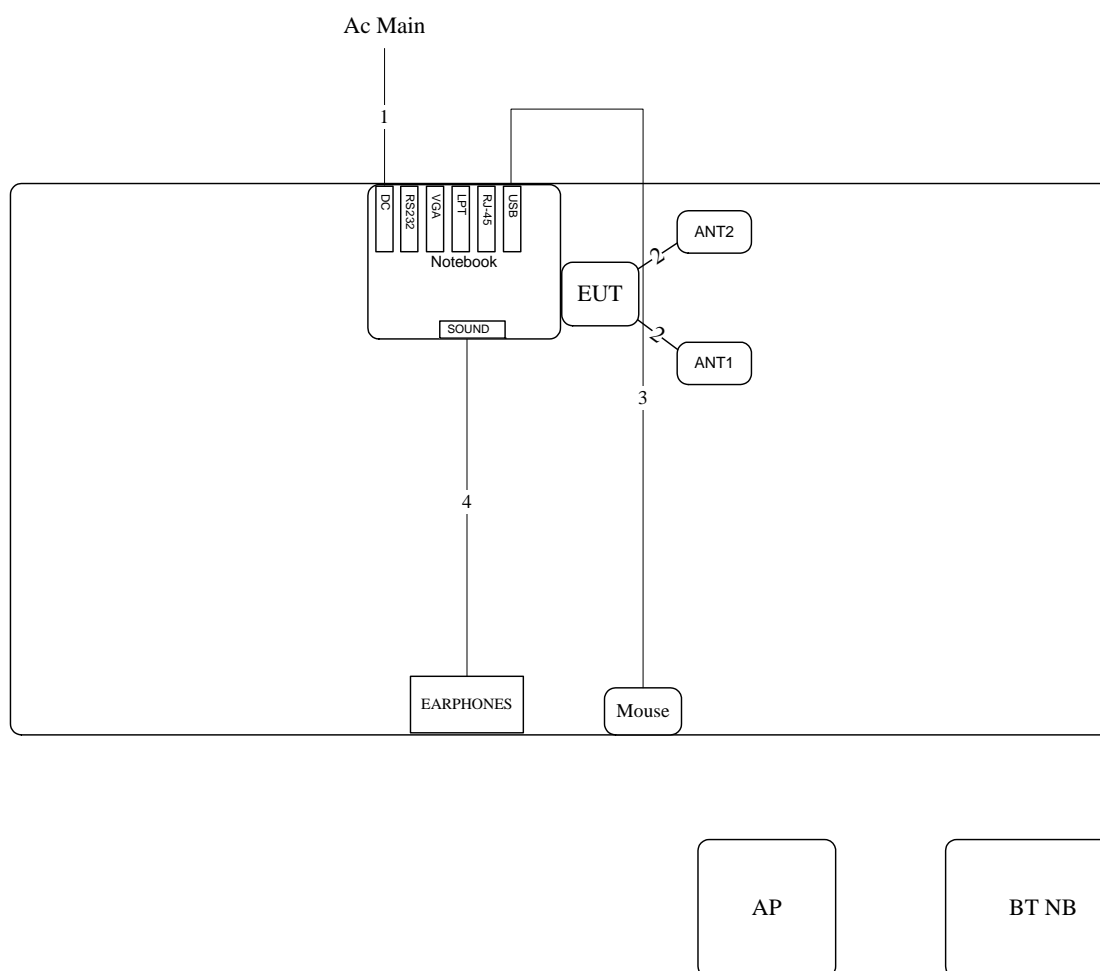 Ac Main
1
DC
RS232
VGA
LPT
RJ-45
USB
Notebook
SOUND
EUT
2
ANT2
2
ANT1
3
4
EARPHONES
Mouse
AP
BT NB